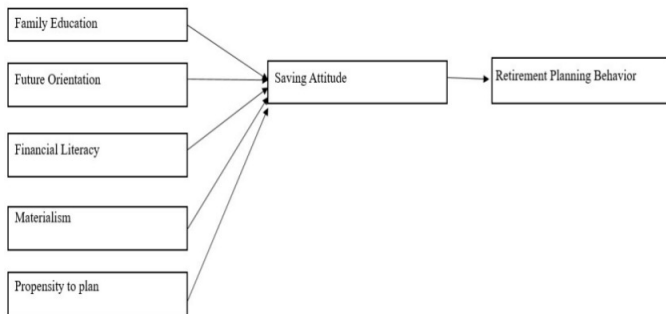 Family Education
Future Orientation
Saving Attitude
Retirement Planning Behavior
Financial Literacy
Materialism
Propensity to plan